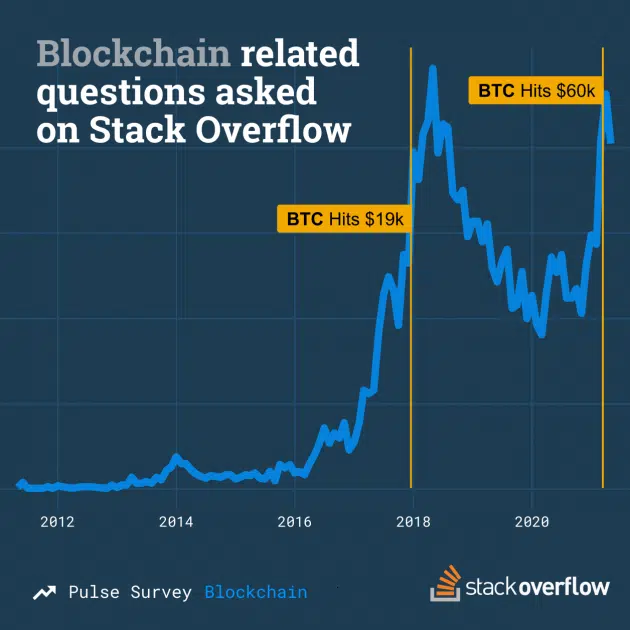 Blockchain related
questions asked
on Stack Overflow
BTC Hits $60k
BTC Hits $19k
2012 2014 2016 2018 2020
Pulse Survey Blockchain
stackoverflow